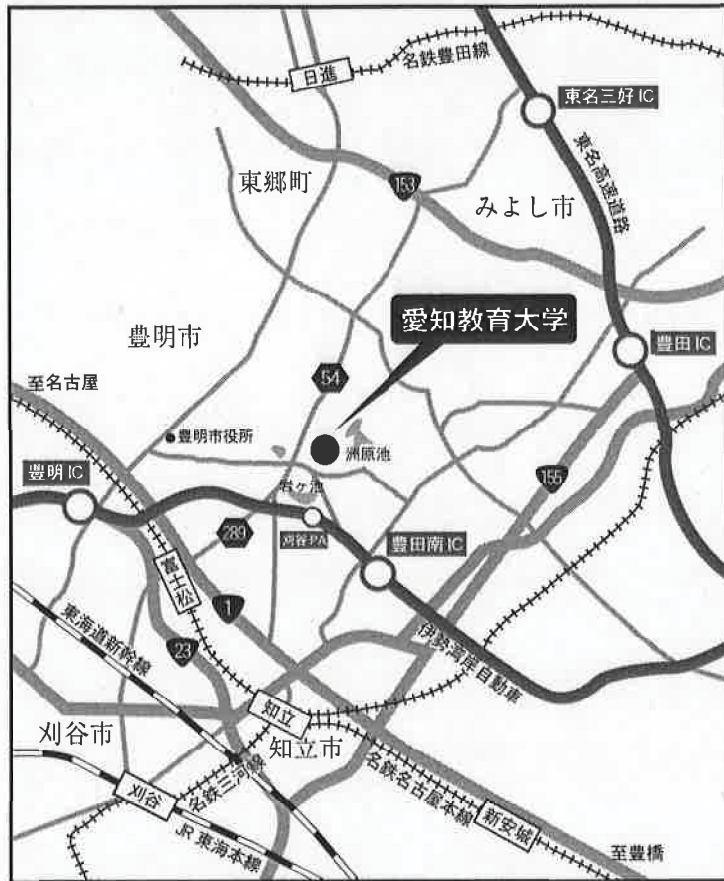 名鉄豊田線
日進
東名三好IC
東郷町
153
みよし市
東名高速道路
愛知教育大学
豊明市
豊田IC
至名古屋
54
豊明市役所
洲原池
豊明IC
岩ヶ池
155
289
刈谷PA
豊田南IC
富士松
1
東海道新幹線
23
伊勢湾岸自動車
知立
刈谷市
知立市
名鉄三河線
名鉄名古屋本線
刈谷
新安城
JR東海本線
至豊橋